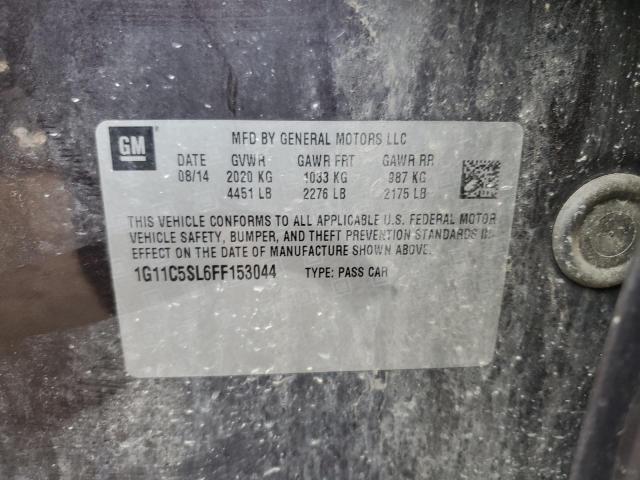 GM
MFD BY GENERAL MOTORS LLC
DATE GVWR GAWR FRT GAWR RR
08/14 2020 KG 1033 KG 987 KG
4451 LB 2276 LB 2175 LB
THIS VEHICLE CONFORMS TO ALL APPLICABLE U.S. FEDERAL MOTOR
VEHICLE SAFETY, BUMPER, AND THEFT PREVENTION STANDARDS IN
EFFECT ON THE DATE OF MANUFACTURE SHOWN ABOVE.
1G11C5SL6FF153044 TYPE: PASS CAR